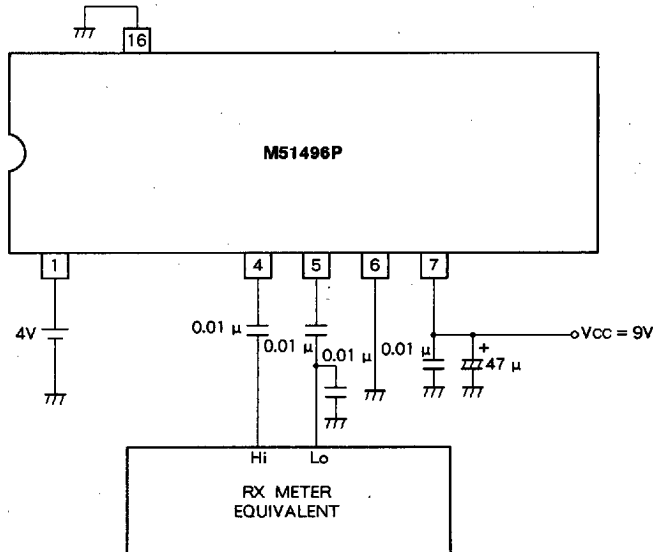 16
M51496P
1
4
5
6
7
4V
0.01 μ
0.01 μ
0.01 μ
0.01 μ
+
47 μ
VCC = 9V
Hi
Lo
RX METER
EQUIVALENT